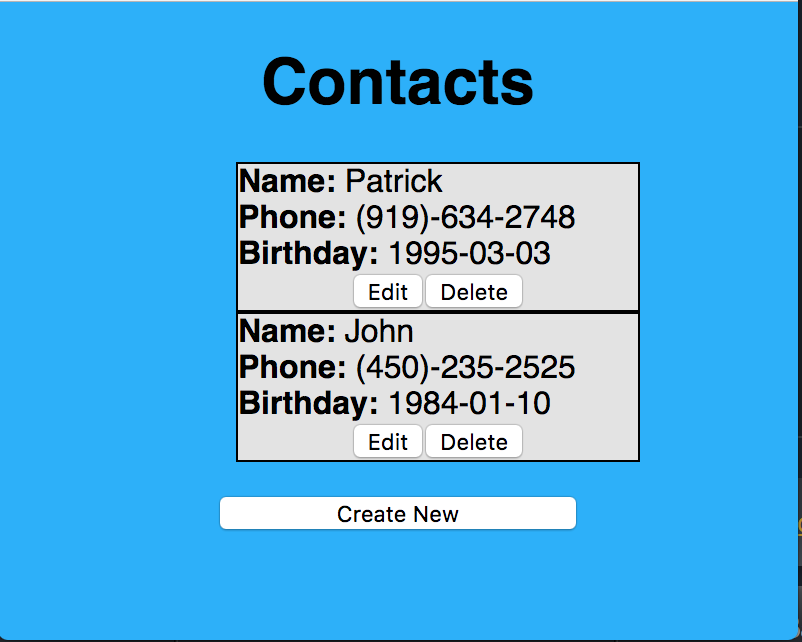 Contacts
Name: Patrick
Phone: (919)-634-2748
Birthday: 1995-03-03
Edit Delete
Name: John
Phone: (450)-235-2525
Birthday: 1984-01-10
Edit Delete
Create New